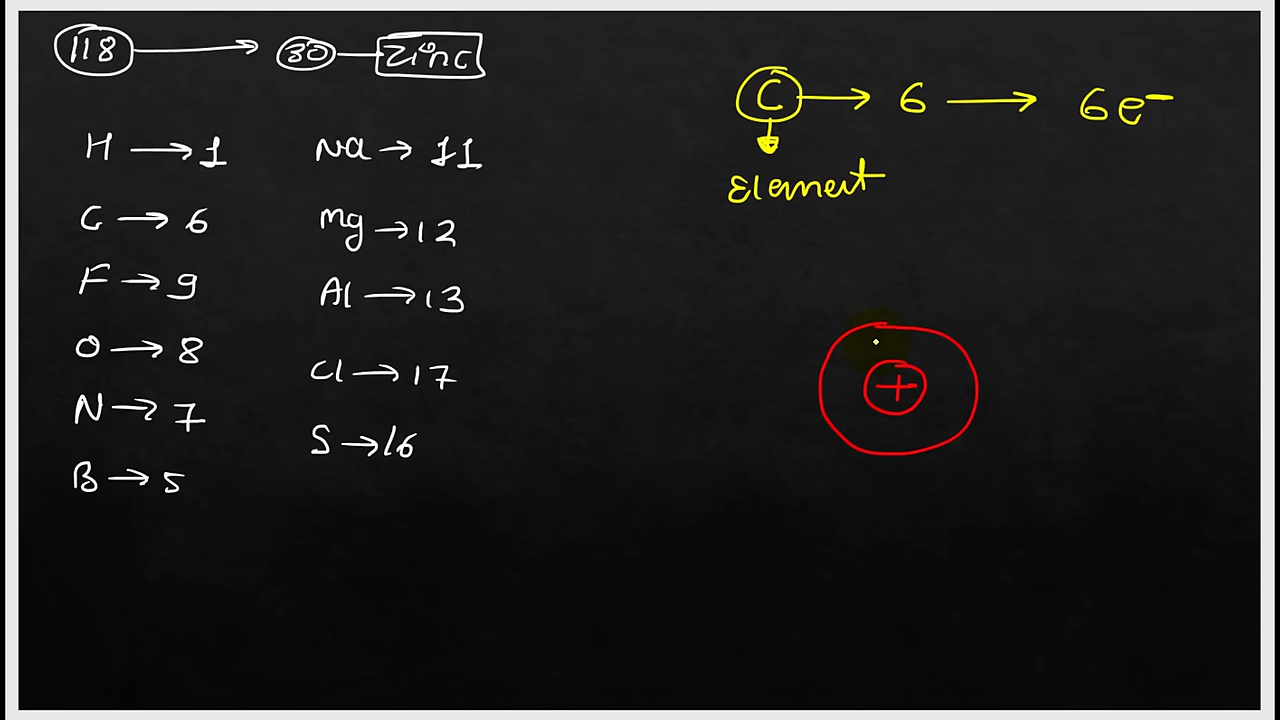 118 → 30 — Zinc
H → 1
C → 6
F → 9
O → 8
N → 7
B → 5
Na → 11
Mg → 12
Al → 13
Cl → 17
S → 16
C → 6 → 6e⁻
Element
+